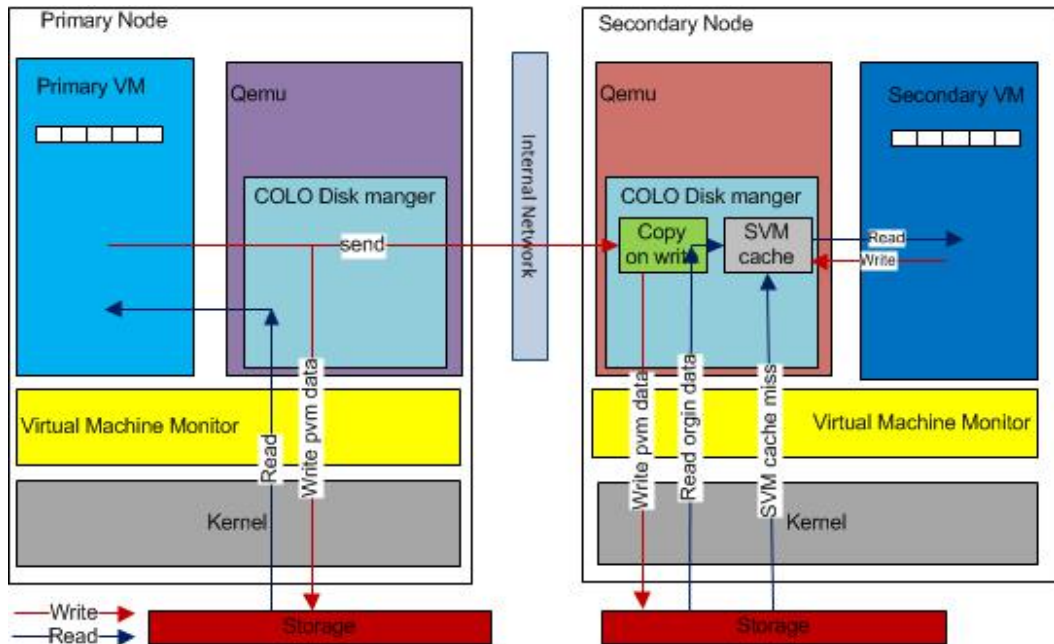 Primary Node
Primary VM
Qemu
COLO Disk manger
send
Write pvm data
Read
Virtual Machine Monitor
Kernel
Storage
Internal Network
Secondary Node
Qemu
Secondary VM
COLO Disk manger
Copy
on write
SVM
cache
Read
Write
Write pvm data
Read orgin data
SVM cache miss
Virtual Machine Monitor
Kernel
Storage
Write
Read